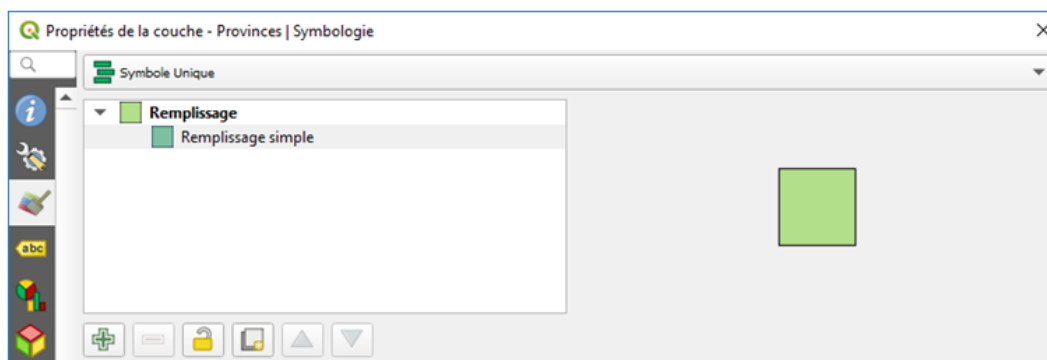 Propriétés de la couche - Provinces | Symbologie
Symbole Unique
Remplissage
Remplissage simple
abc